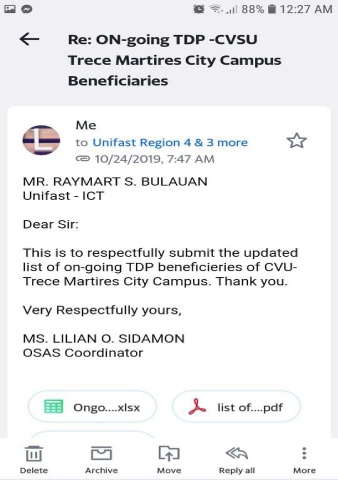 88% 12:27 AM
Re: ON-going TDP -CVSU
Trece Martires City Campus
Beneficiaries
L
Me
to Unifast Region 4 & 3 more
10/24/2019, 7:47 AM
MR. RAYMART S. BULAUAN
Unifast - ICT
Dear Sir:
This is to respectfully submit the updated
list of on-going TDP beneficieries of CVU-
Trece Martires City Campus. Thank you.
Very Respectfully yours,
MS. LILIAN O. SIDAMON
OSAS Coordinator
Ongo....xlsx
list of....pdf
Delete
Archive
Move
Reply all
More